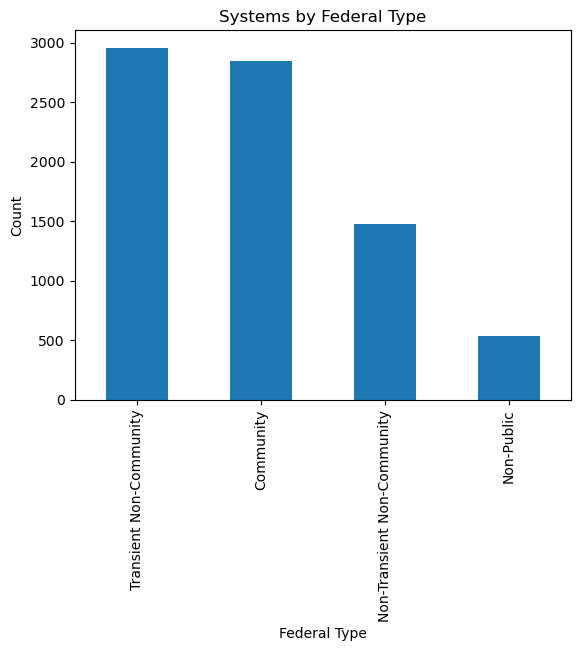 Systems by Federal Type
3000
2500
2000
1500
1000
500
0
Count
Transient Non-Community
Community
Non-Transient Non-Community
Non-Public
Federal Type